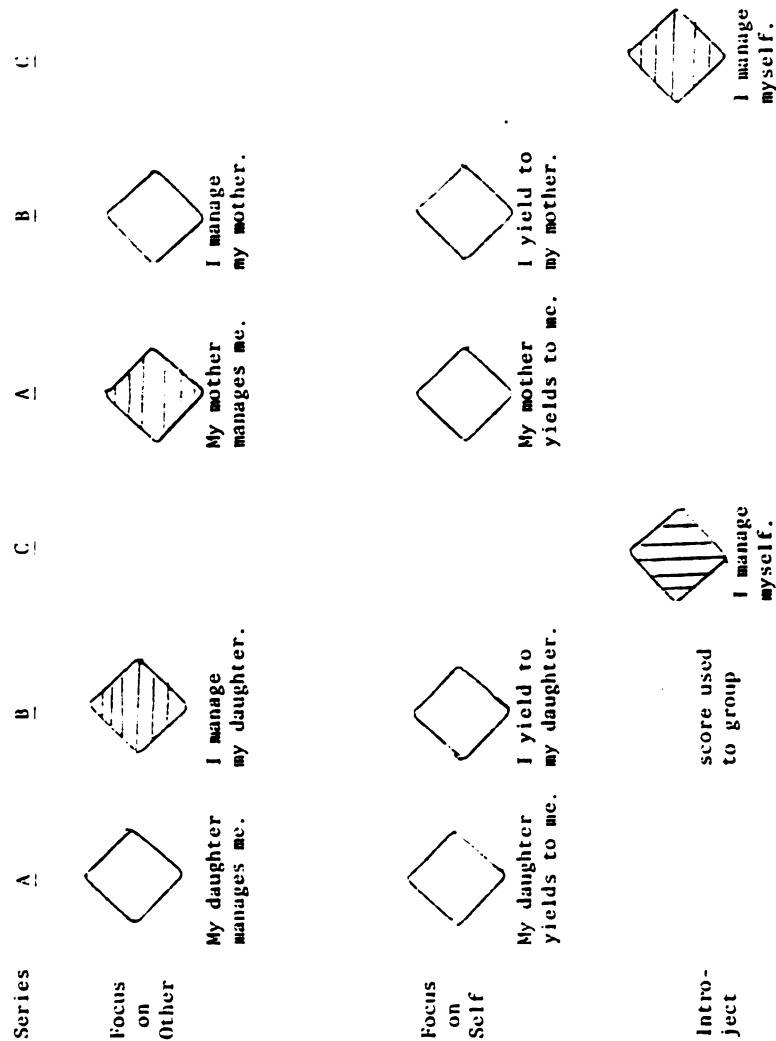 Series A B C A B C
Focus
on
Other
My daughter
manages me.
I manage
my daughter.
My mother
manages me.
I manage
my mother.
Focus
on
Self
My daughter
yields to me.
I yield to
my daughter.
My mother
yields to me.
I yield to
my mother.
Intro-
ject
score used
to group
I manage
myself.
I manage
myself.